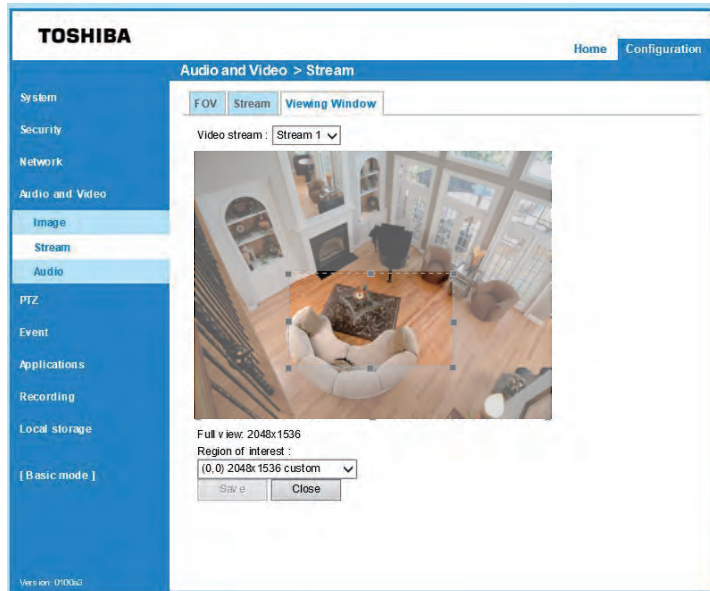 TOSHIBA
Home Configuration
Audio and Video > Stream
System
Security
Network
Audio and Video
Image
Stream
Audio
PTZ
Event
Applications
Recording
Local storage
[ Basic mode ]
Version: 0100a3
FOV Stream Viewing Window
Video stream : Stream 1
Full view: 2048x1536
Region of interest :
(0,0) 2048x1536 custom
Save Close